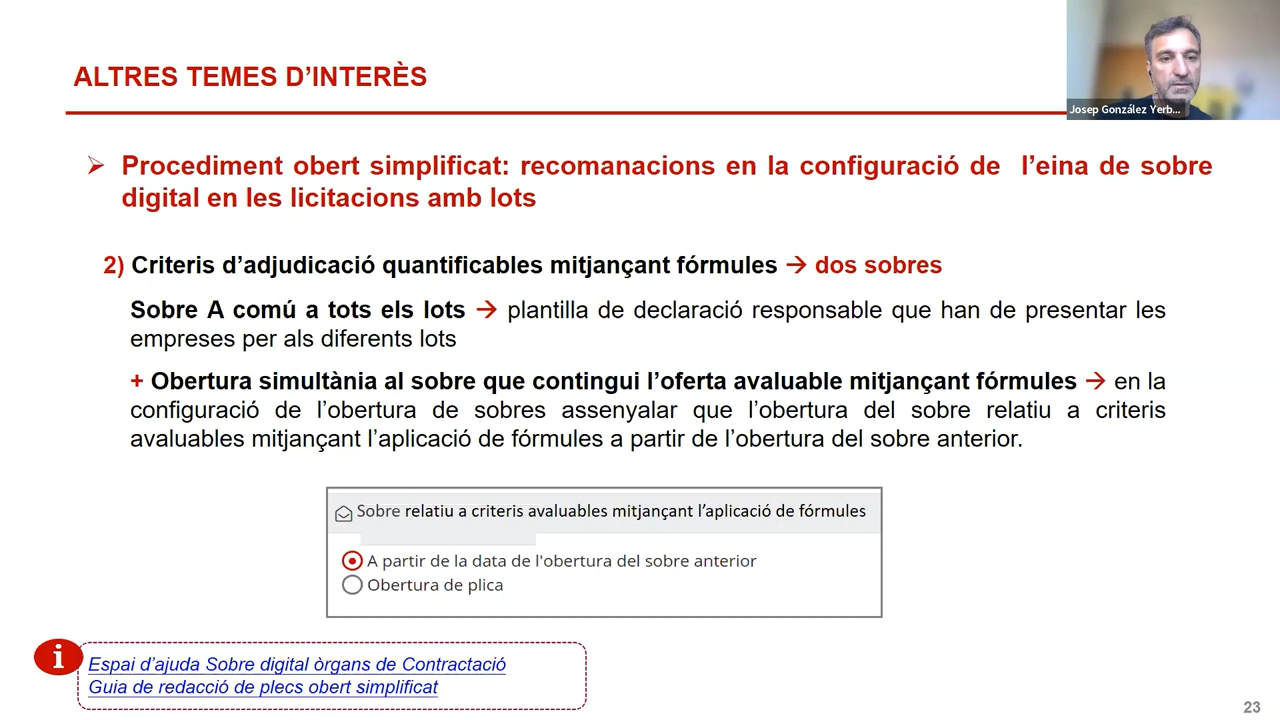 ALTRES TEMES D’INTERÈS
Josep González Yerb...
➢ Procediment obert simplificat: recomanacions en la configuració de l’eina de sobre
digital en les licitacions amb lots
2) Criteris d’adjudicació quantificables mitjançant fórmules → dos sobres
Sobre A comú a tots els lots → plantilla de declaració responsable que han de presentar les
empreses per als diferents lots
+ Obertura simultània al sobre que contingui l’oferta avaluable mitjançant fórmules → en la
configuració de l’obertura de sobres assenyalar que l’obertura del sobre relatiu a criteris
avaluables mitjançant l’aplicació de fórmules a partir de l’obertura del sobre anterior.
Sobre relatiu a criteris avaluables mitjançant l’aplicació de fórmules
A partir de la data de l'obertura del sobre anterior
Obertura de plica
i
Espai d’ajuda Sobre digital òrgans de Contractació
Guia de redacció de plecs obert simplificat
23